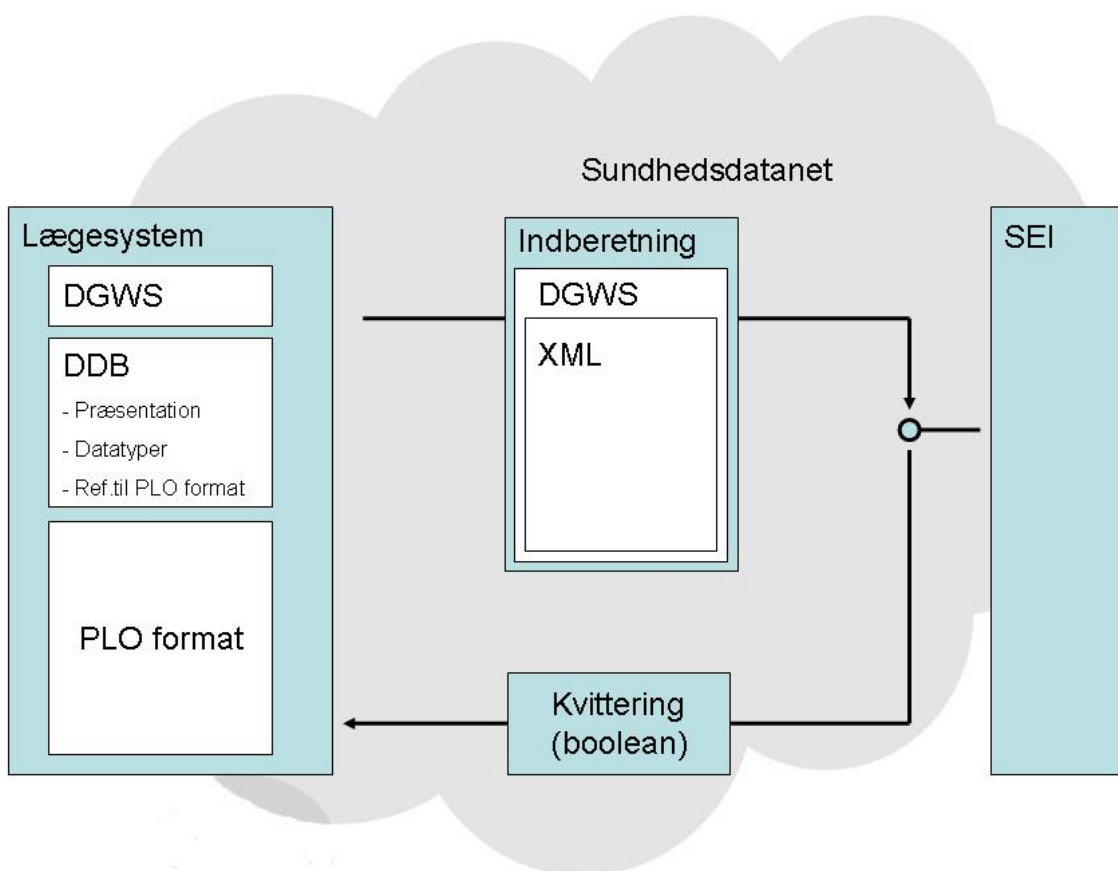 Sundhedsdatanet
Lægesystem
DGWS
DDB
- Præsentation
- Datatyper
- Ref.til PLO format
PLO format
Indberetning
DGWS
XML
SEI
Kvittering
(boolean)